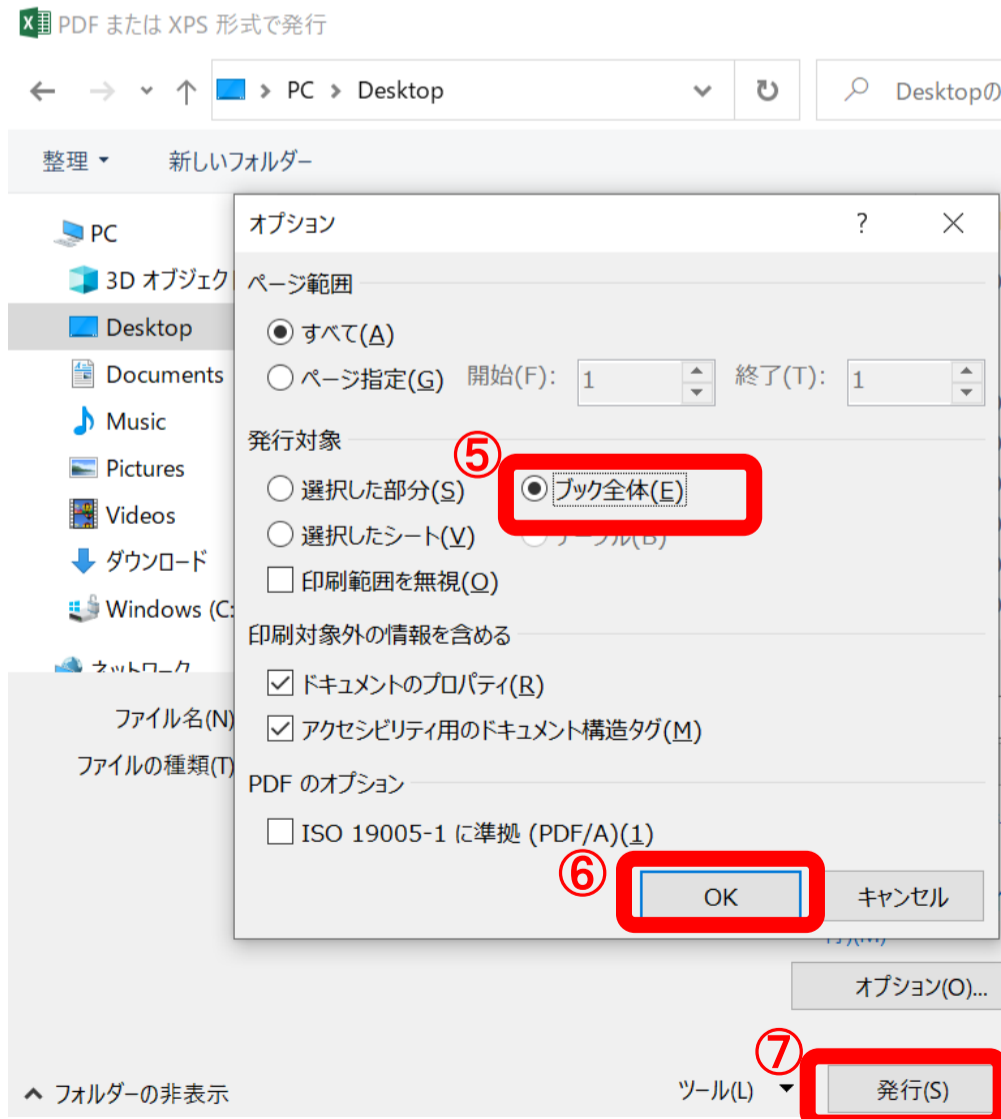 PDF または XPS 形式で発行
PC > Desktop
Desktopの
整理
新しいフォルダー
PC
3D オブジェク
Desktop
Documents
Music
Pictures
Videos
ダウンロード
Windows (C:
ネットワーク
オプション
?
ページ範囲
すべて(A)
ページ指定(G) 開始(F): 1 終了(T): 1
発行対象
⑤
選択した部分(S) ブック全体(E)
選択したシート(V) テーブル(B)
印刷範囲を無視(O)
印刷対象外の情報を含める
ドキュメントのプロパティ(R)
アクセシビリティ用のドキュメント構造タグ(M)
PDF のオプション
ISO 19005-1 に準拠 (PDF/A)(1)
⑥
OK キャンセル
ファイル名(N)
ファイルの種類(T)
オプション(O)...
⑦
フォルダーの非表示
ツール(L)
発行(S)